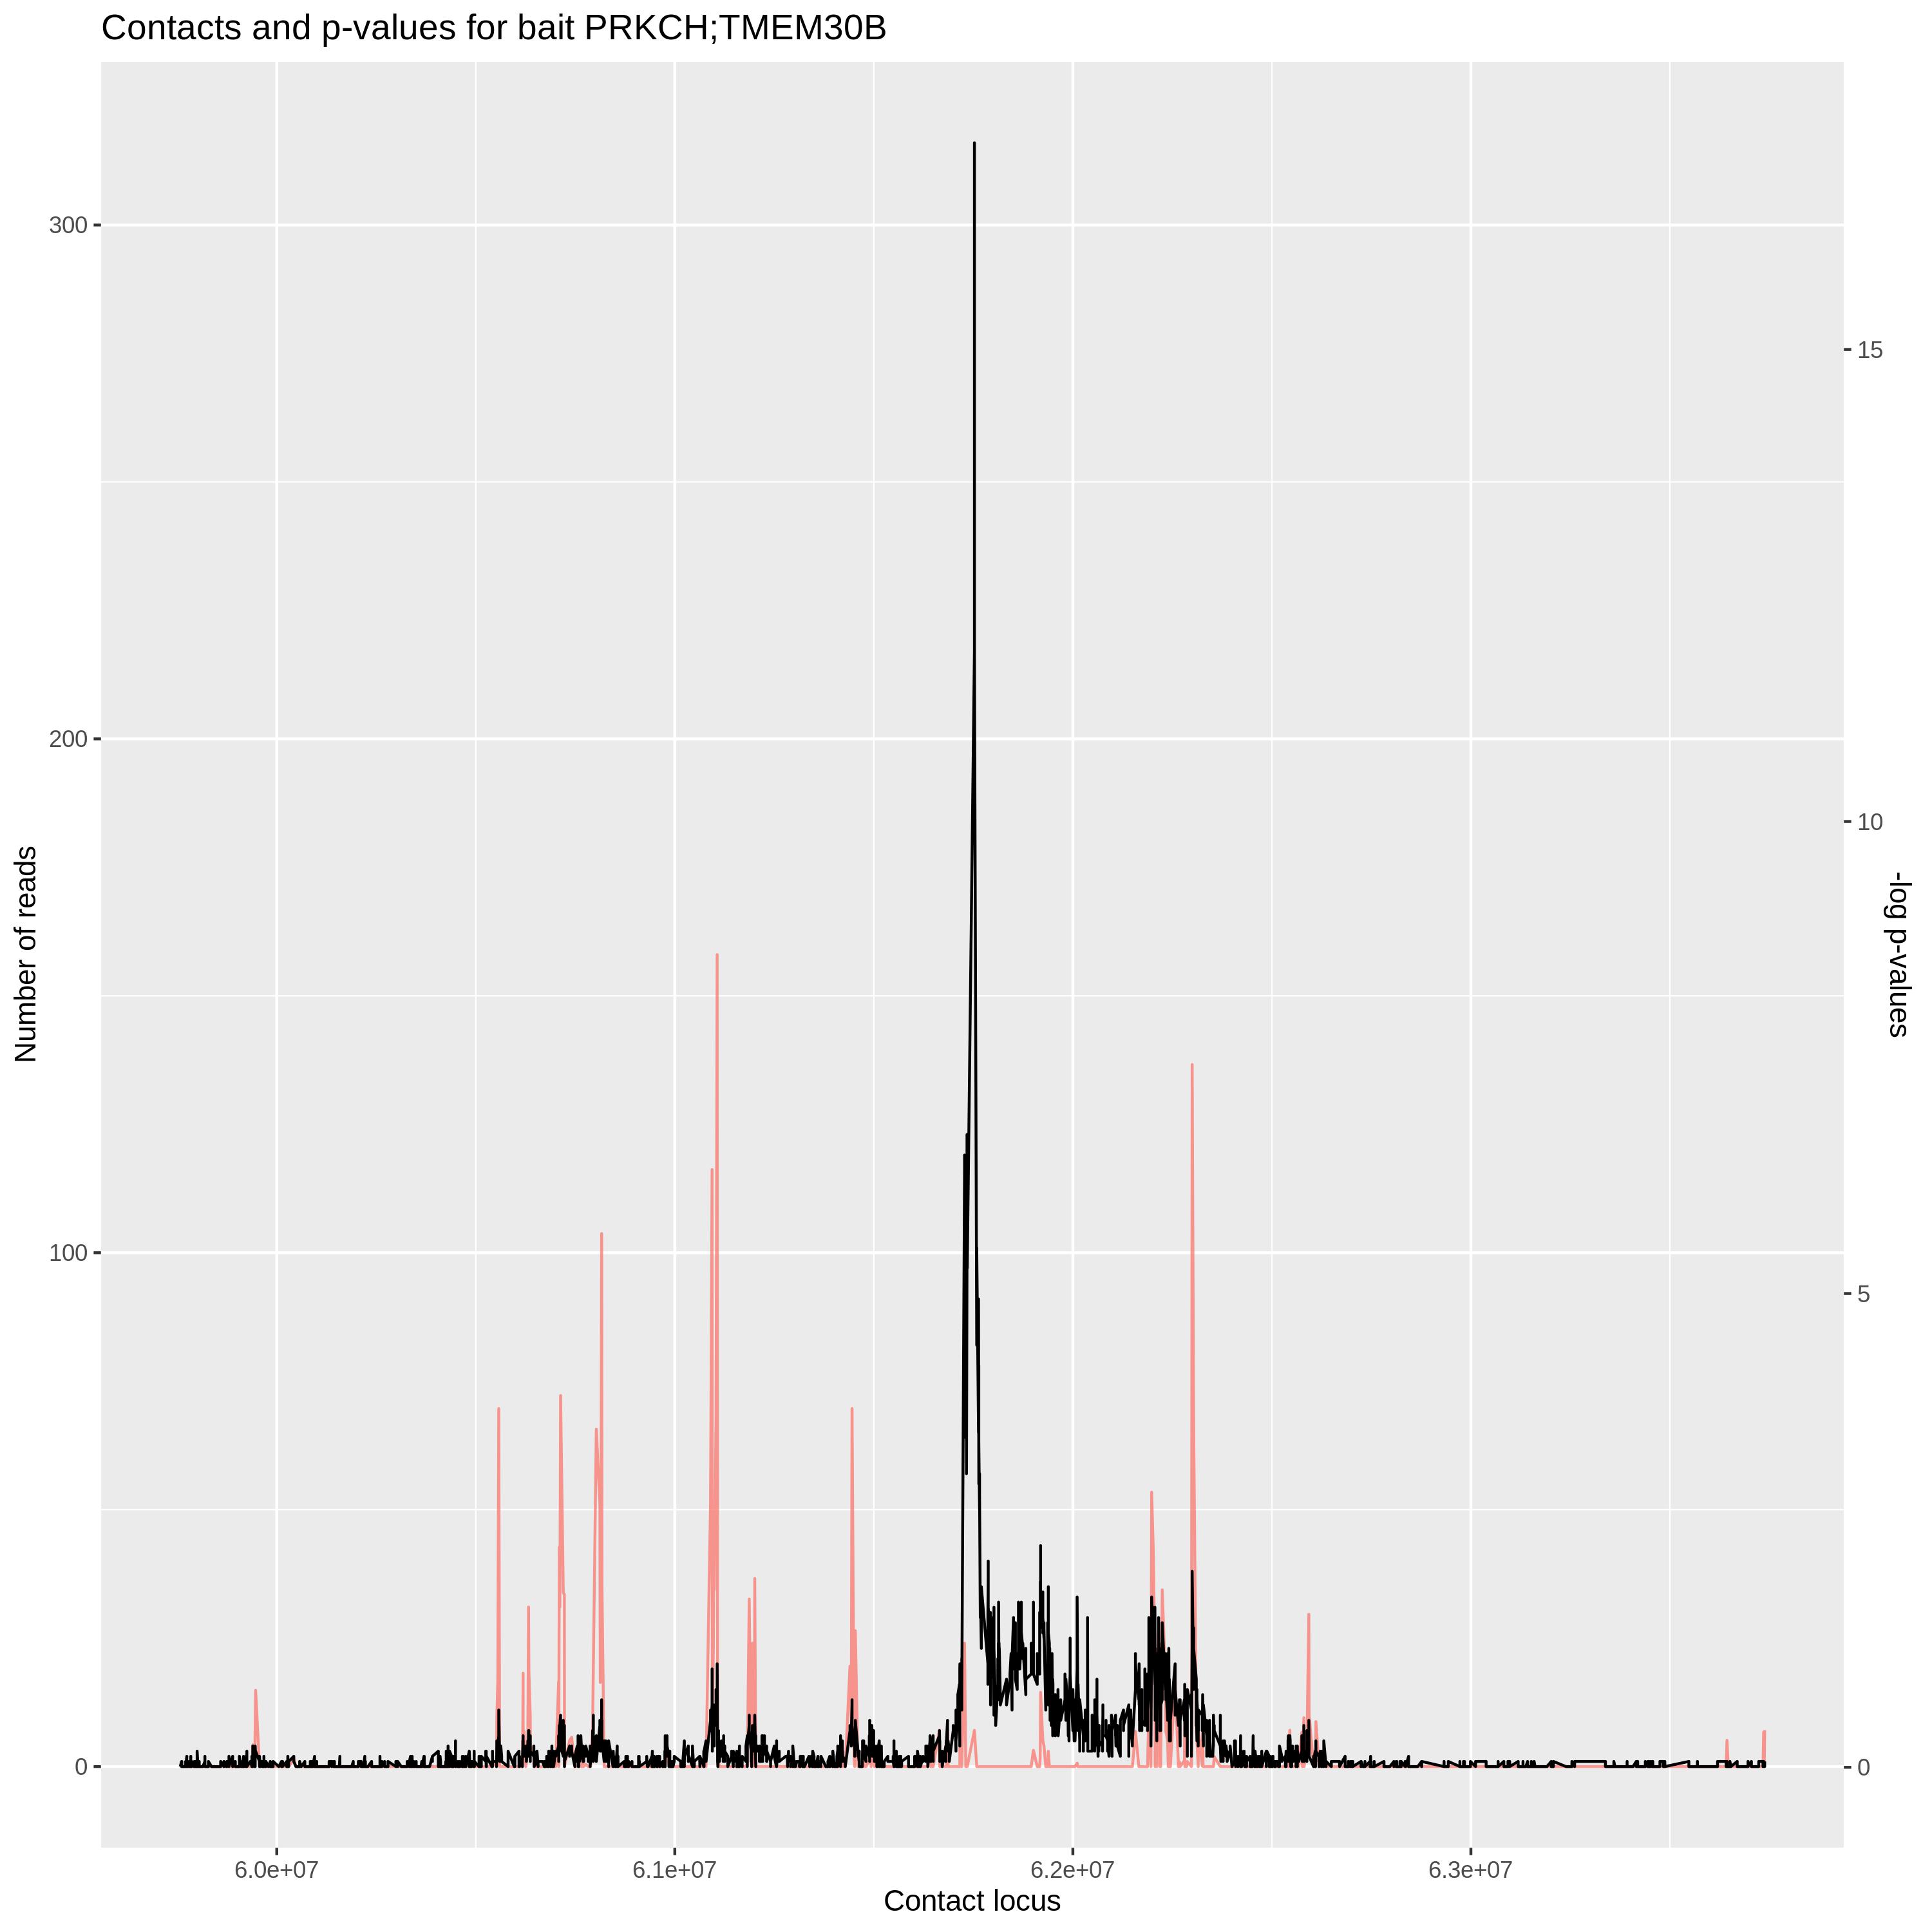 Contacts and p-values for bait PRKCH;TMEM30B
300
200
100
0
Number of reads
15
10
5
0
-log p-values
6.0e+07
6.1e+07
6.2e+07
6.3e+07
Contact locus